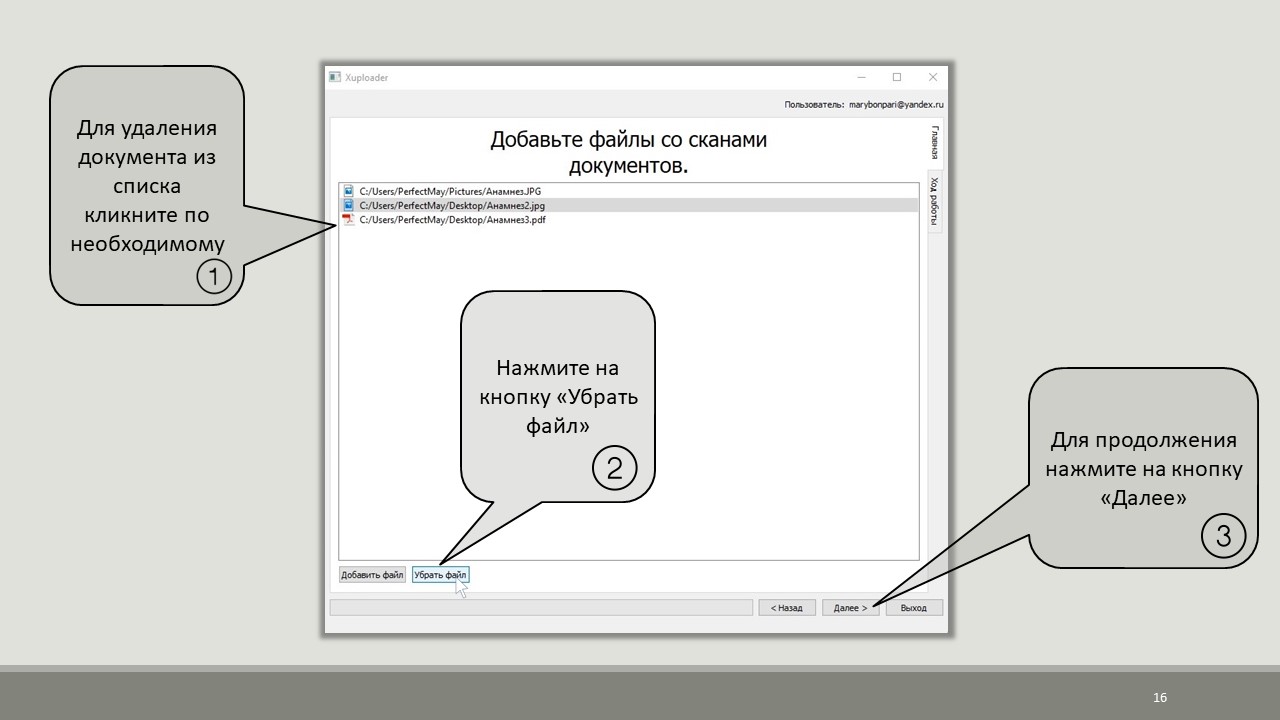 Для удаления
документа из
списка
кликните по
необходимому
1
Xuploader
Пользователь: marybonpari@yandex.ru
Добавьте файлы со сканами
документов.
Главная
Ход работы
C:/Users/PerfectMay/Pictures/Анамнез.JPG
C:/Users/PerfectMay/Desktop/Анамнез2.jpg
C:/Users/PerfectMay/Desktop/Анамнез3.pdf
Нажмите на
кнопку «Убрать
файл»
2
Для продолжения
нажмите на кнопку
«Далее»
3
Добавить файл Убрать файл
< Назад Далее > Выход
16